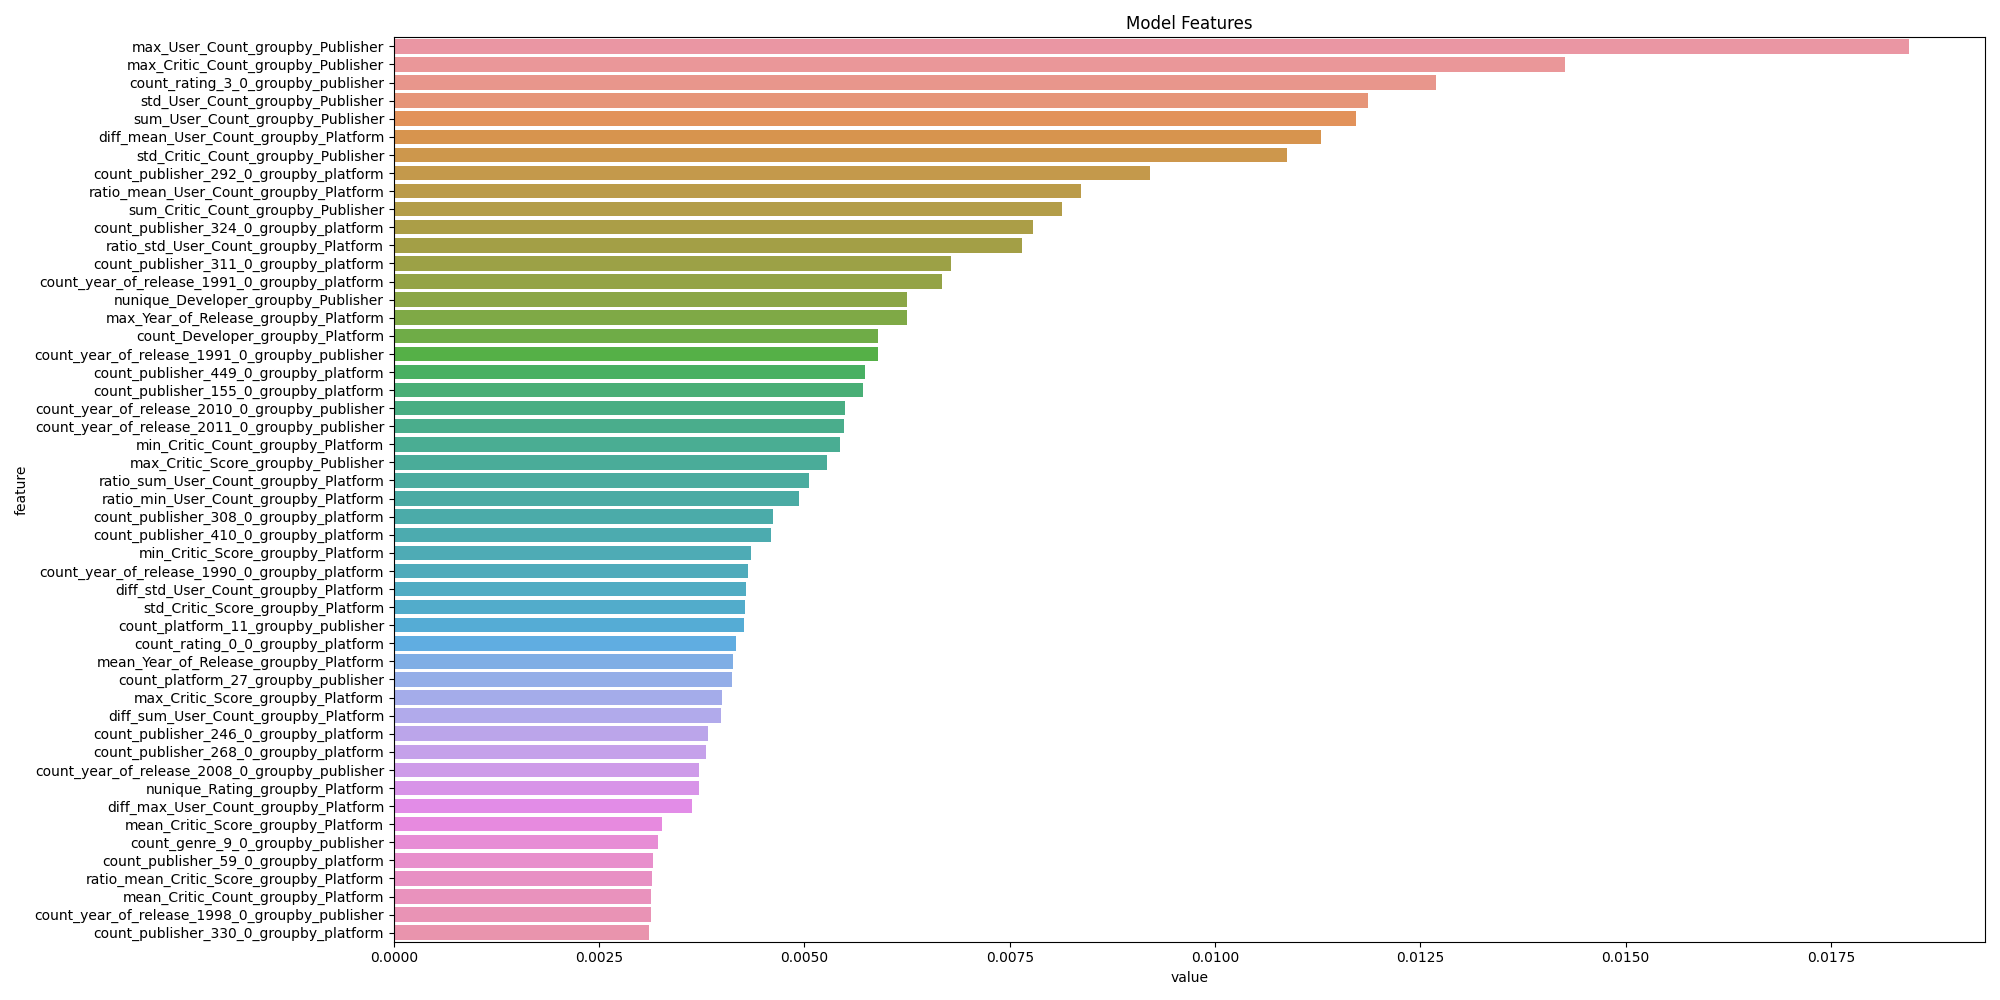 Model Features
max_User_Count_groupby_Publisher
max_Critic_Count_groupby_Publisher
count_rating_3_0_groupby_publisher
std_User_Count_groupby_Publisher
sum_User_Count_groupby_Publisher
diff_mean_User_Count_groupby_Platform
std_Critic_Count_groupby_Publisher
count_publisher_292_0_groupby_platform
ratio_mean_User_Count_groupby_Platform
sum_Critic_Count_groupby_Publisher
count_publisher_324_0_groupby_platform
ratio_std_User_Count_groupby_Platform
count_publisher_311_0_groupby_platform
count_year_of_release_1991_0_groupby_platform
nunique_Developer_groupby_Publisher
max_Year_of_Release_groupby_Platform
count_Developer_groupby_Platform
count_year_of_release_1991_0_groupby_publisher
count_publisher_449_0_groupby_platform
count_publisher_155_0_groupby_platform
count_year_of_release_2010_0_groupby_publisher
count_year_of_release_2011_0_groupby_publisher
min_Critic_Count_groupby_Platform
max_Critic_Score_groupby_Publisher
ratio_sum_User_Count_groupby_Platform
ratio_min_User_Count_groupby_Platform
count_publisher_308_0_groupby_platform
count_publisher_410_0_groupby_platform
min_Critic_Score_groupby_Platform
count_year_of_release_1990_0_groupby_platform
diff_std_User_Count_groupby_Platform
std_Critic_Score_groupby_Platform
count_platform_11_groupby_publisher
count_rating_0_0_groupby_platform
mean_Year_of_Release_groupby_Platform
count_platform_27_groupby_publisher
max_Critic_Score_groupby_Platform
diff_sum_User_Count_groupby_Platform
count_publisher_246_0_groupby_platform
count_publisher_268_0_groupby_platform
count_year_of_release_2008_0_groupby_publisher
nunique_Rating_groupby_Platform
diff_max_User_Count_groupby_Platform
mean_Critic_Score_groupby_Platform
count_genre_9_0_groupby_publisher
count_publisher_59_0_groupby_platform
ratio_mean_Critic_Score_groupby_Platform
mean_Critic_Count_groupby_Platform
count_year_of_release_1998_0_groupby_publisher
count_publisher_330_0_groupby_platform
feature
0.0000 0.0025 0.0050 0.0075 0.0100 0.0125 0.0150 0.0175
value